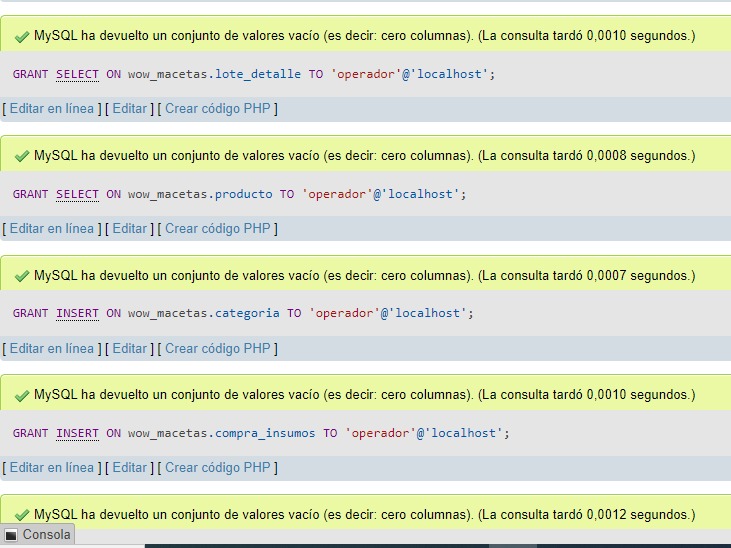 MySQL ha devuelto un conjunto de valores vacío (es decir: cero columnas). (La consulta tardó 0,0010 segundos.)
GRANT SELECT ON wow_macetas.lote_detalle TO 'operador'@'localhost';
[ Editar en línea ] [ Editar ] [ Crear código PHP ]
MySQL ha devuelto un conjunto de valores vacío (es decir: cero columnas). (La consulta tardó 0,0008 segundos.)
GRANT SELECT ON wow_macetas.producto TO 'operador'@'localhost';
[ Editar en línea ] [ Editar ] [ Crear código PHP ]
MySQL ha devuelto un conjunto de valores vacío (es decir: cero columnas). (La consulta tardó 0,0007 segundos.)
GRANT INSERT ON wow_macetas.categoria TO 'operador'@'localhost';
[ Editar en línea ] [ Editar ] [ Crear código PHP ]
MySQL ha devuelto un conjunto de valores vacío (es decir: cero columnas). (La consulta tardó 0,0010 segundos.)
GRANT INSERT ON wow_macetas.compra_insumos TO 'operador'@'localhost';
[ Editar en línea ] [ Editar ] [ Crear código PHP ]
MySQL ha devuelto un conjunto de valores vacío (es decir: cero columnas). (La consulta tardó 0,0012 segundos.)
Consola